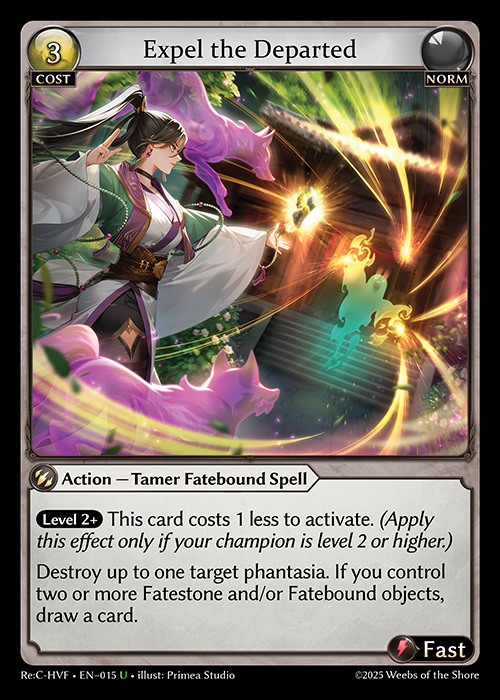 3
Expel the Departed
COST
NORM
Action — Tamer Fatebound Spell
Level 2+ This card costs 1 less to activate. (Apply
this effect only if your champion is level 2 or higher.)
Destroy up to one target phantasia. If you control
two or more Fatestone and/or Fatebound objects,
draw a card.
Fast
Re:C-HVF • EN-015 U • illust: Primea Studio
©2025 Weebs of the Shore